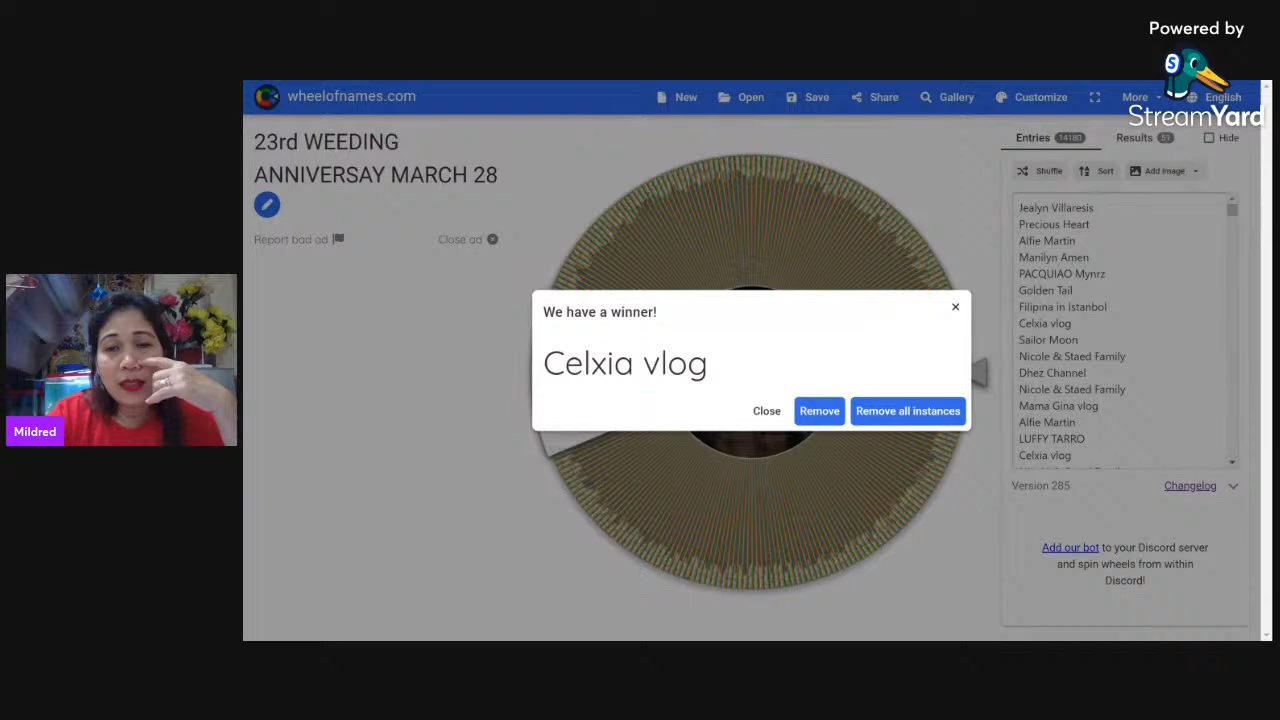 Powered by
StreamYard
wheelofnames.com
New
Open
Save
Share
Gallery
Customize
More
English
23rd WEEDING
ANNIVERSAY MARCH 28
Report bad ad
Close ad
Entries 14180
Results 51
Hide
Shuffle
Sort
Add image
Jealyn Villaresis
Precious Heart
Alfie Martin
Manilyn Amen
PACQUIAO Mynrz
Golden Tail
Filipina in Istanbol
Celxia vlog
Sailor Moon
Nicole & Staed Family
Dhez Channel
Nicole & Staed Family
Mama Gina vlog
Alfie Martin
LUFFY TARRO
Celxia vlog
We have a winner!
Celxia vlog
Close
Remove
Remove all instances
Mildred
Version 285
Changelog
Add our bot to your Discord server
and spin wheels from within
Discord!